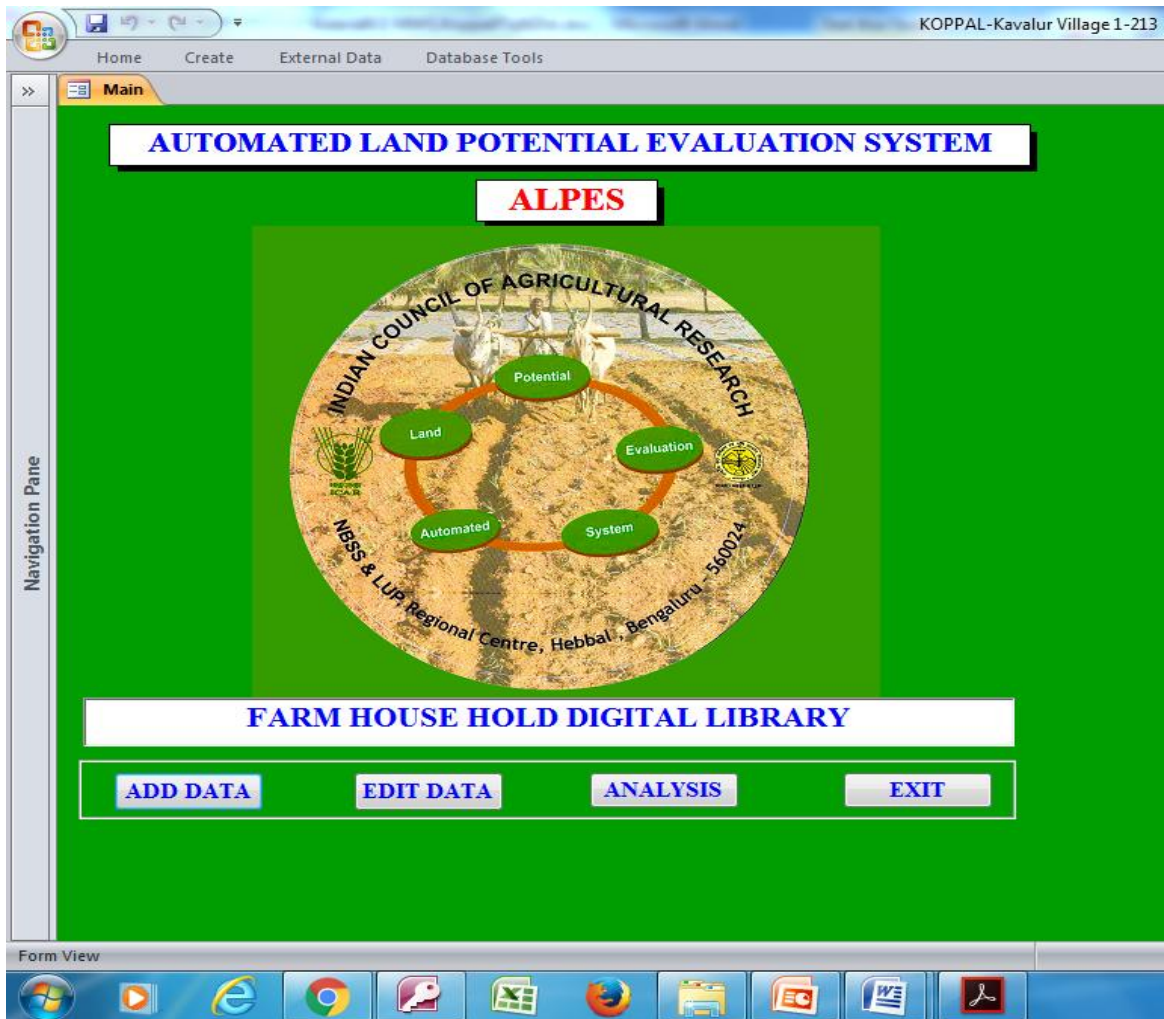 KOPPAL-Kavalur Village 1-213
Home Create External Data Database Tools
» Main
AUTOMATED LAND POTENTIAL EVALUATION SYSTEM
ALPES
INDIAN COUNCIL OF AGRICULTURAL RESEARCH
Potential
Land
Evaluation
ICAR
Automated
System
NBSS & LUP, Regional Centre, Hebbal , Bengaluru - 560024
Navigation Pane
FARM HOUSE HOLD DIGITAL LIBRARY
ADD DATA EDIT DATA ANALYSIS EXIT
Form View